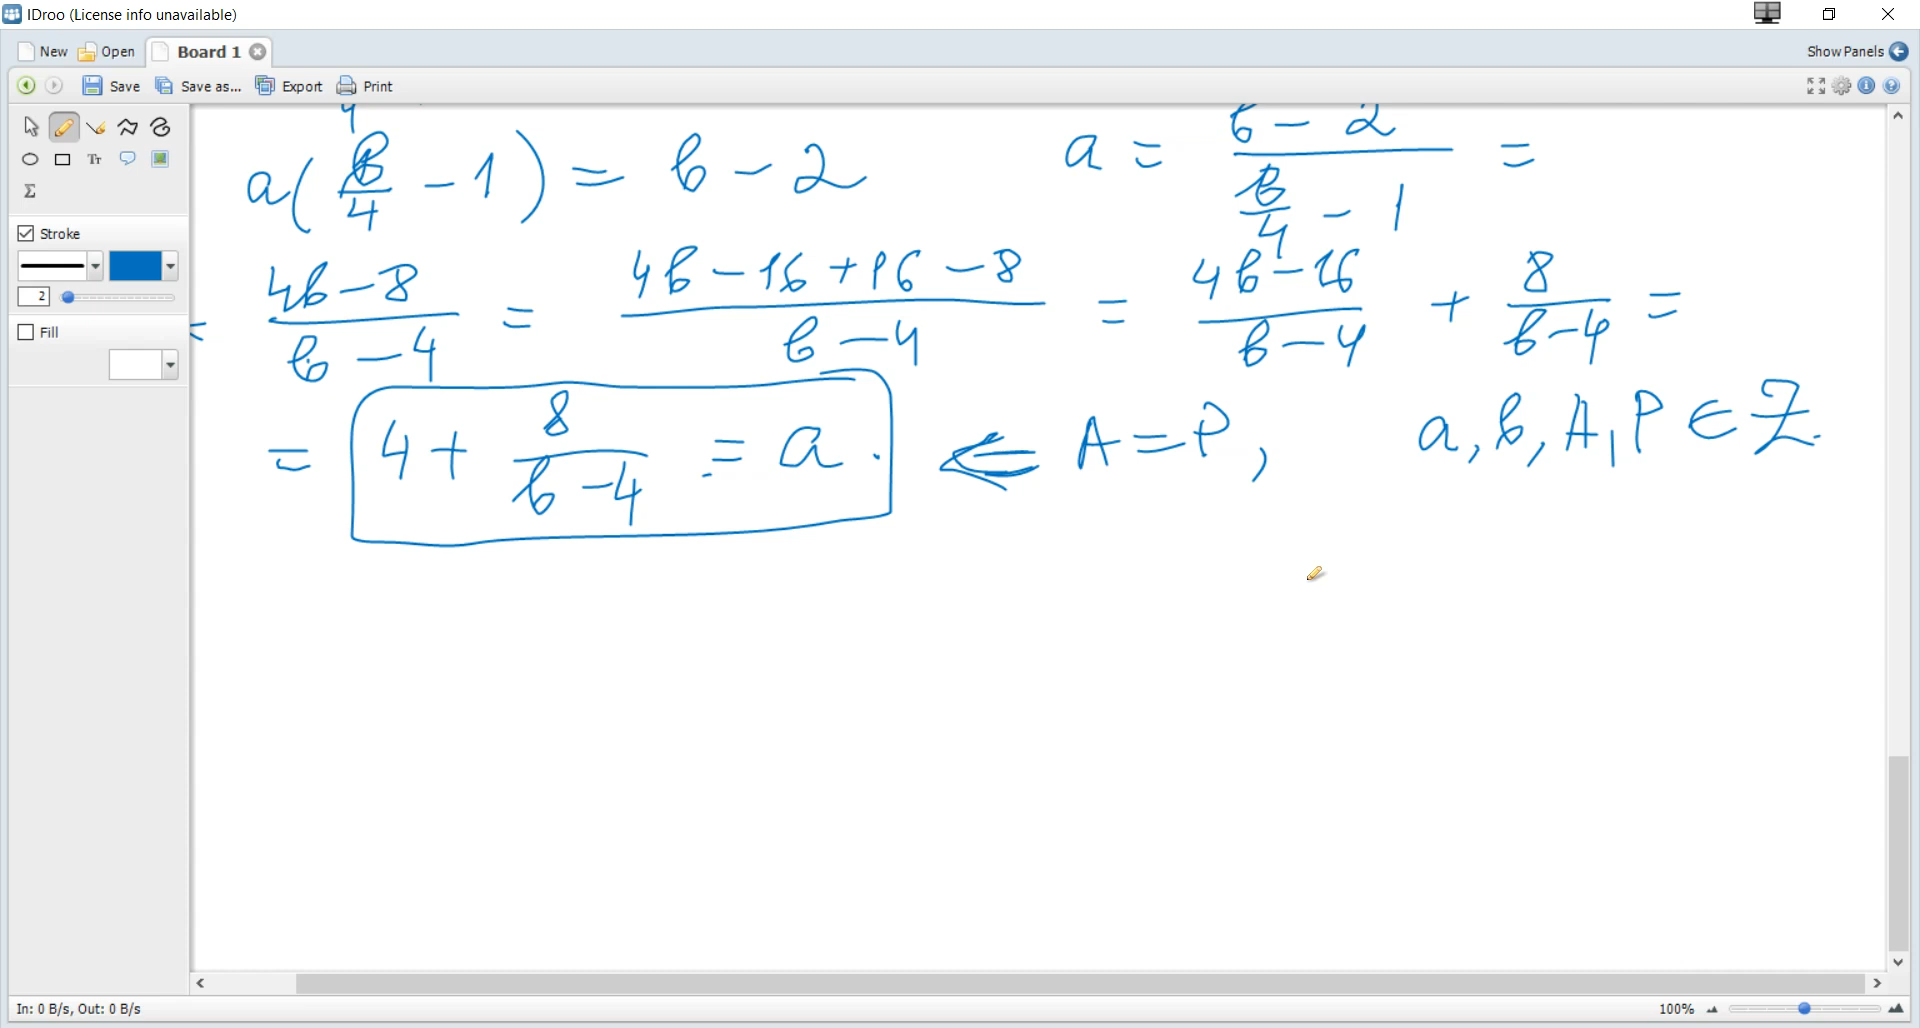 IDroo (License info unavailable)
New Open Board 1 Show Panels
Save Save as... Export Print
Tr
Σ
Stroke
2
Fill
4
a(b/4 - 1) = b - 2 a = (b - 2)/(b/4 - 1) =
= (4b - 8)/(b - 4) = (4b - 16 + 16 - 8)/(b - 4) = (4b - 16)/(b - 4) + 8/(b - 4) =
= 4 + 8/(b - 4) = a. ⇐ A = P, a, b, A, P ∈ Z.
In: 0 B/s, Out: 0 B/s 100%